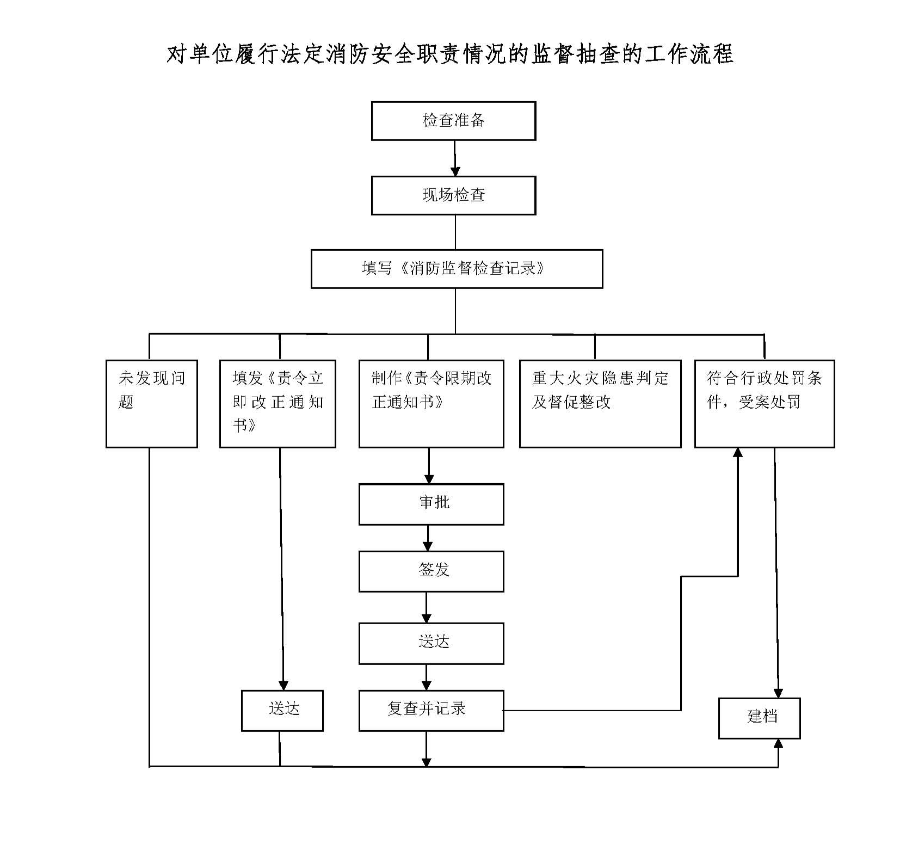 对单位履行法定消防安全职责情况的监督抽查的工作流程
检查准备
现场检查
填写《消防监督检查记录》
未发现问
题
填发《责令立
即改正通知
书》
制作《责令限期改
正通知书》
重大火灾隐患判定
及督促整改
符合行政处罚条
件，受案处罚
审批
签发
送达
送达
复查并记录
建档